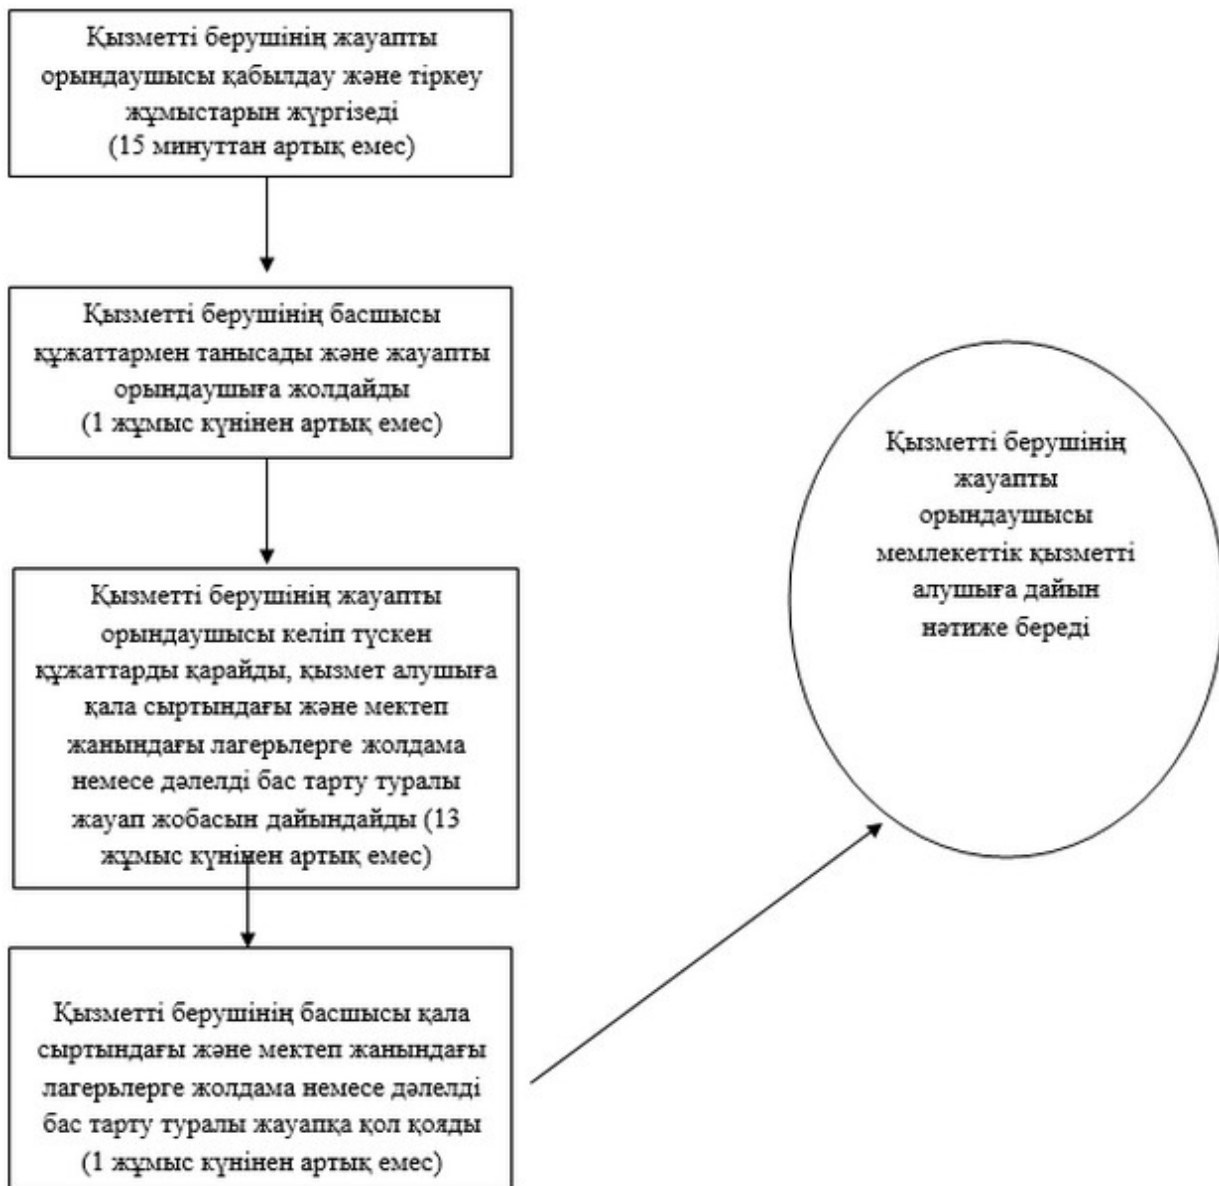 Қызметті берушінің жауапты
орындаушысы қабылдау және тіркеу
жұмыстарын жүргізеді
(15 минуттан артық емес)
Қызметті берушінің басшысы
құжаттармен танысады және жауапты
орындаушыға жолдайды
(1 жұмыс күнінен артық емес)
Қызметті берушінің жауапты
орындаушысы келіп түскен
құжаттарды қарайды, қызмет алушыға
қала сыртындағы және мектеп
жанындағы лагерьлерге жолдама
немесе дәлелді бас тарту туралы
жауап жобасын дайындайды (13
жұмыс күнінен артық емес)
Қызметті берушінің басшысы қала
сыртындағы және мектеп жанындағы
лагерьлерге жолдама немесе дәлелді
бас тарту туралы жауапқа қол қояды
(1 жұмыс күнінен артық емес)
Қызметті берушінің
жауапты
орындаушысы
мемлекеттік қызметті
алушыға дайын
нәтиже береді